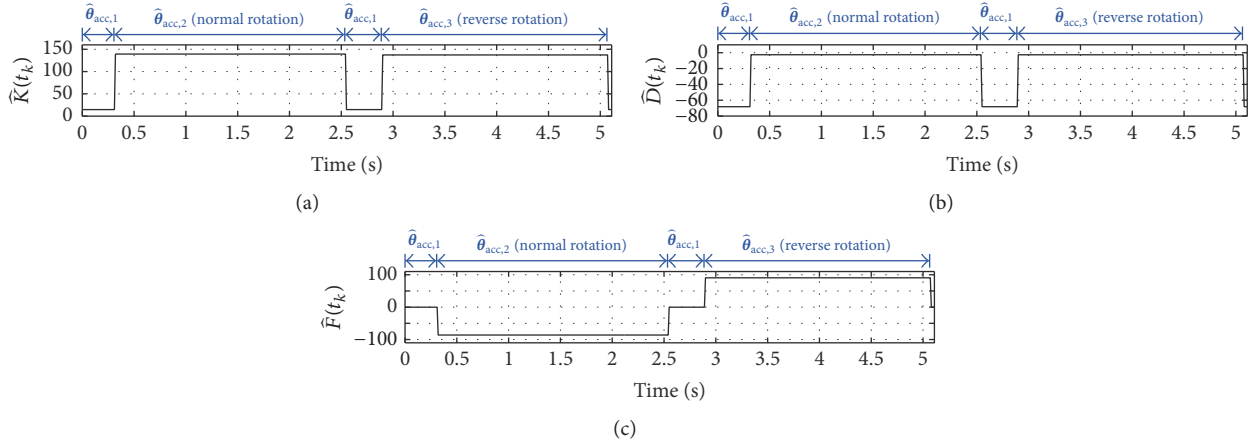 θ̂acc,1 θ̂acc,2 (normal rotation) θ̂acc,1 θ̂acc,3 (reverse rotation)
150
100
50
0
K̂(tk)
0 0.5 1 1.5 2 2.5 3 3.5 4 4.5 5
Time (s)
(a)
θ̂acc,1 θ̂acc,2 (normal rotation) θ̂acc,1 θ̂acc,3 (reverse rotation)
0
−20
−40
−60
−80
D̂(tk)
0 0.5 1 1.5 2 2.5 3 3.5 4 4.5 5
Time (s)
(b)
θ̂acc,1 θ̂acc,2 (normal rotation) θ̂acc,1 θ̂acc,3 (reverse rotation)
100
0
−100
F̂(tk)
0 0.5 1 1.5 2 2.5 3 3.5 4 4.5 5
Time (s)
(c)